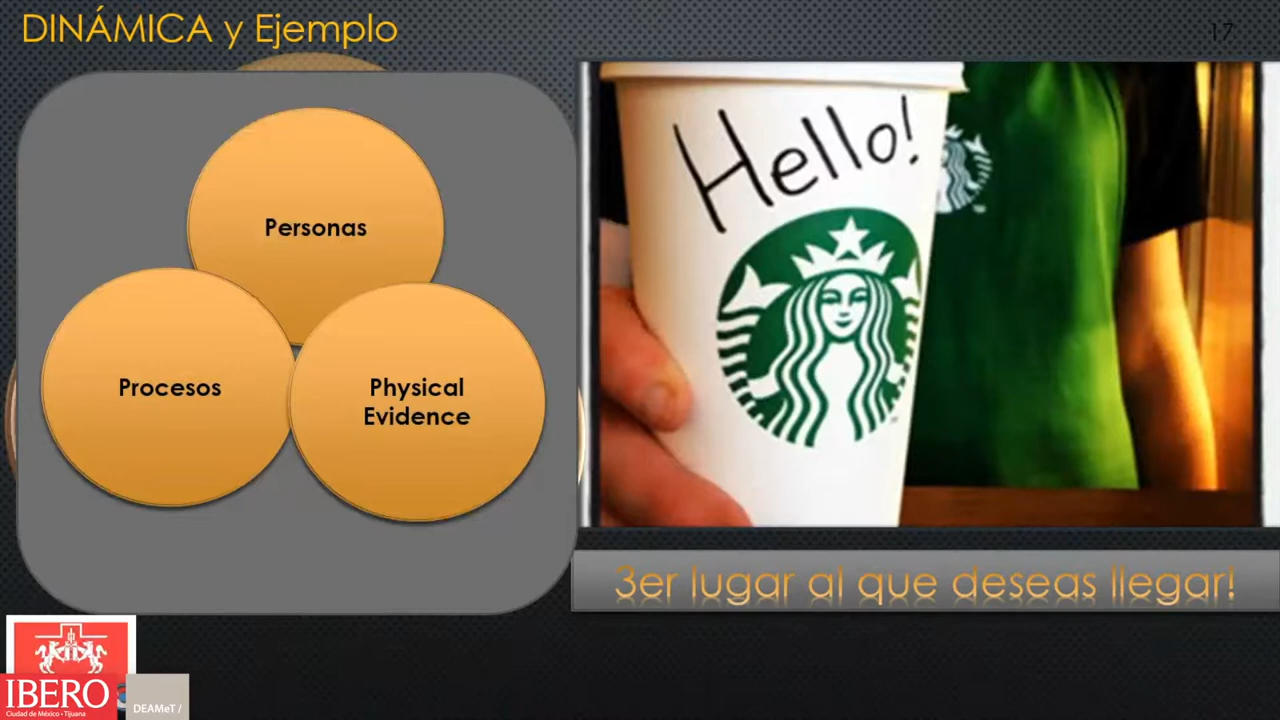 DINÁMICA y Ejemplo
17
Personas
Procesos
Physical
Evidence
Hello!
3er lugar al que deseas llegar!
IBERO
Ciudad de México • Tijuana
DEAMeT /